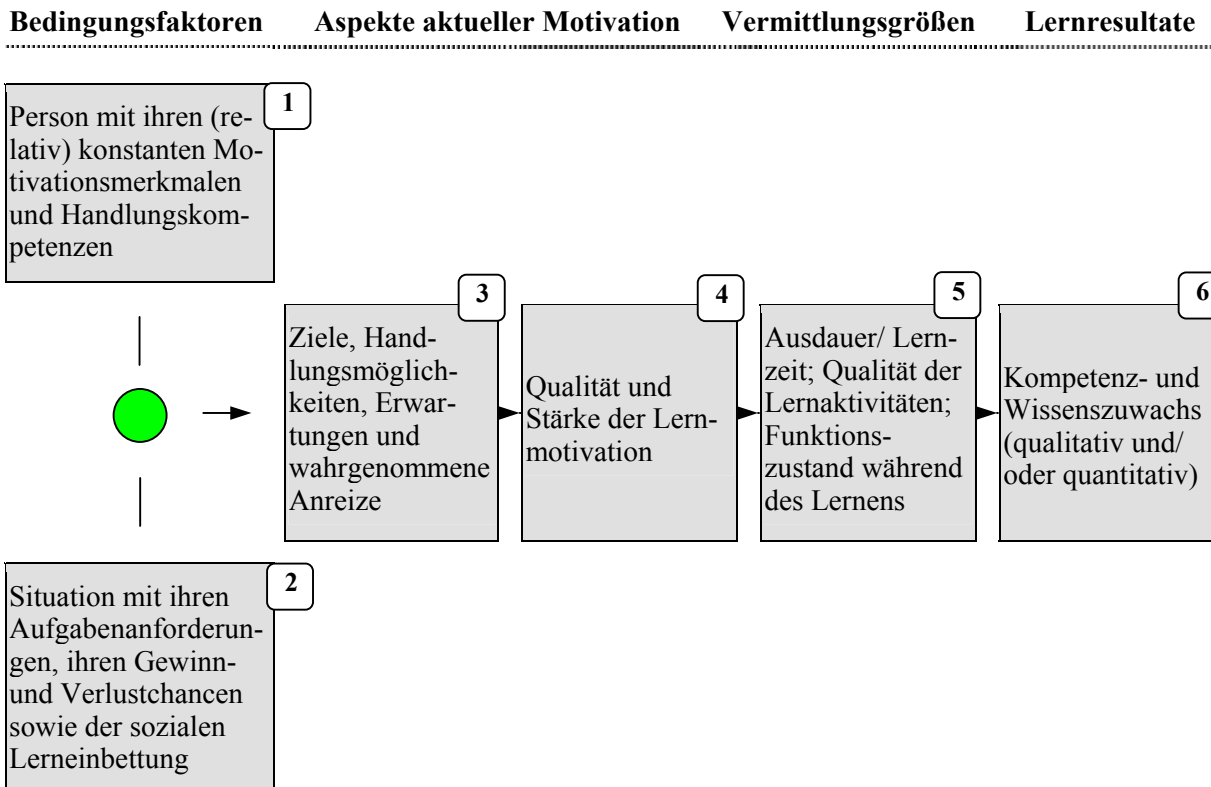 Bedingungsfaktoren Aspekte aktueller Motivation Vermittlungsgrößen Lernresultate
1
Person mit ihren (re-
lativ) konstanten Mo-
tivationsmerkmalen
und Handlungskom-
petenzen
3
Ziele, Hand-
lungsmöglich-
keiten, Erwar-
tungen und
wahrgenommene
Anreize
4
Qualität und
Stärke der Lern-
motivation
5
Ausdauer/ Lern-
zeit; Qualität der
Lernaktivitäten;
Funktions-
zustand während
des Lernens
6
Kompetenz- und
Wissenszuwachs
(qualitativ und/
oder quantitativ)
2
Situation mit ihren
Aufgabenanforderun-
gen, ihren Gewinn-
und Verlustchancen
sowie der sozialen
Lerneinbettung